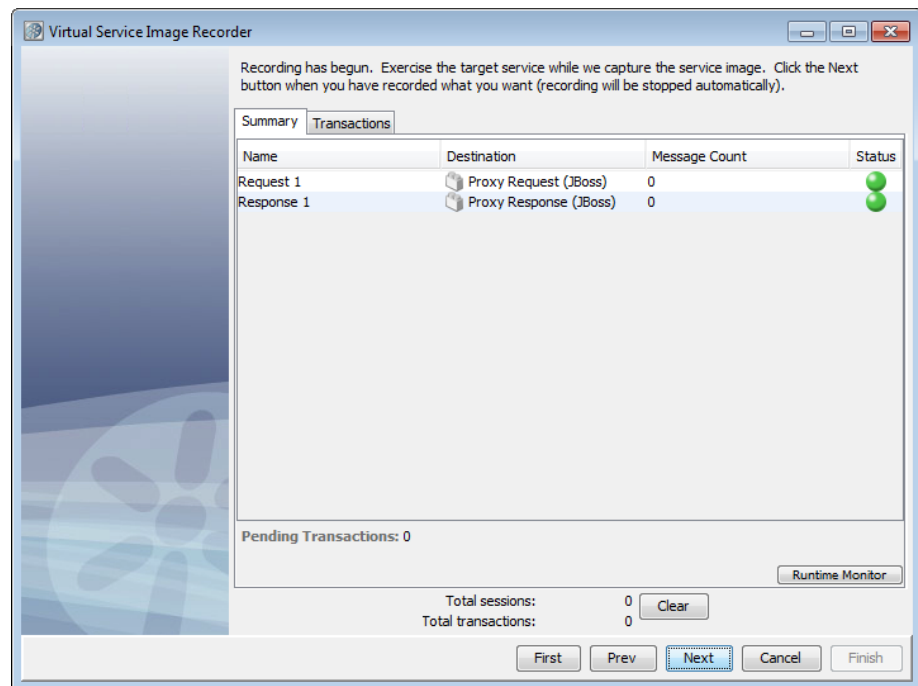 Virtual Service Image Recorder
Recording has begun. Exercise the target service while we capture the service image. Click the Next
button when you have recorded what you want (recording will be stopped automatically).
Summary Transactions
Name Destination Message Count Status
Request 1 Proxy Request (JBoss) 0
Response 1 Proxy Response (JBoss) 0
Pending Transactions: 0
Runtime Monitor
Total sessions: 0 Clear
Total transactions: 0
First Prev Next Cancel Finish